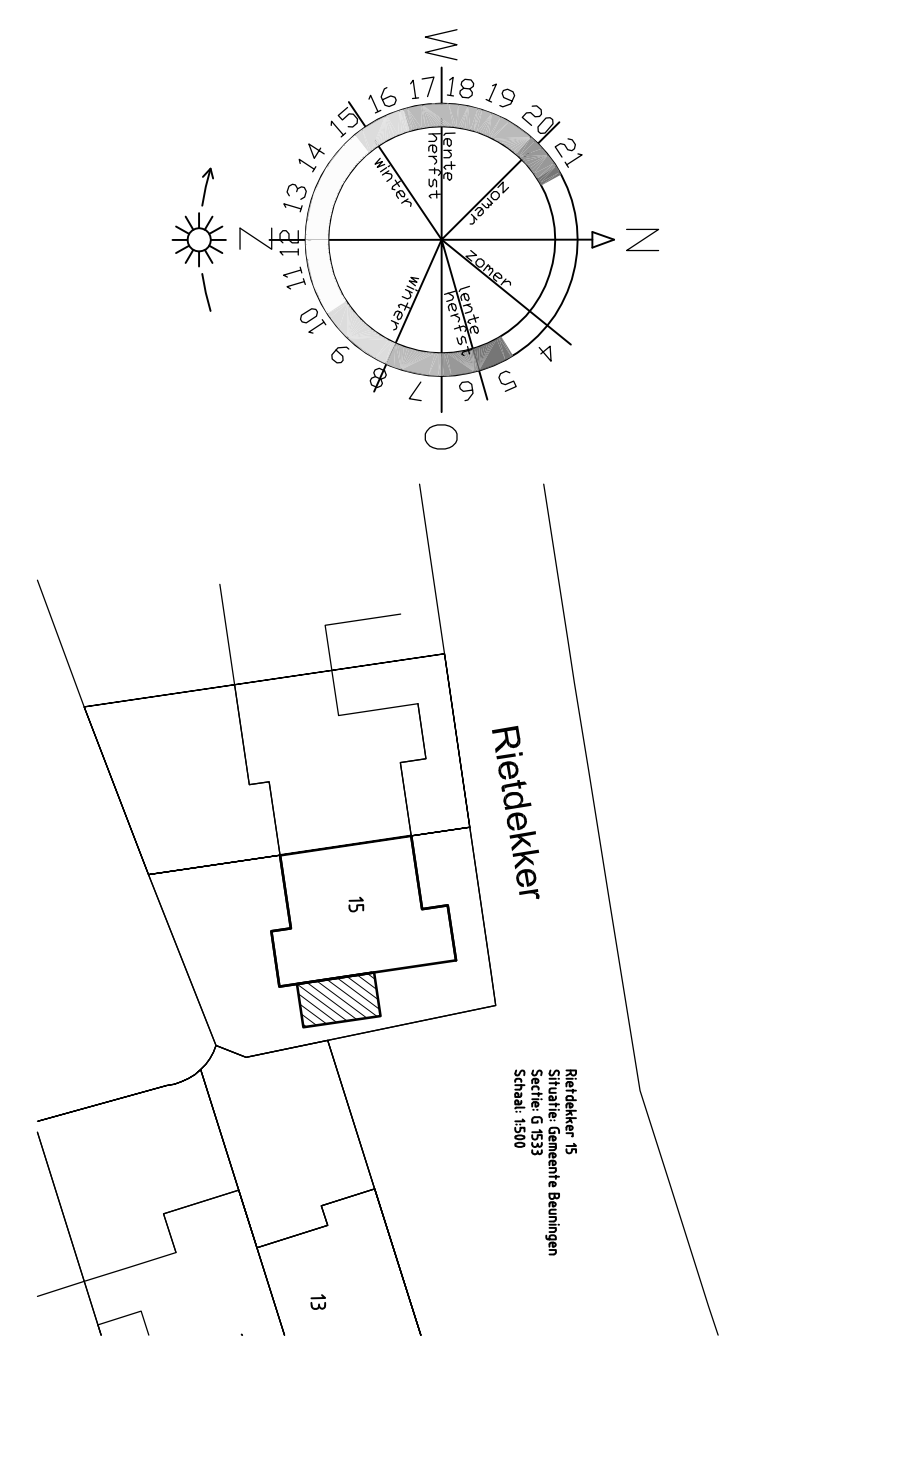 W
15 16 17 18 19 20 21
14
13
12
11
10
9
8
7
6
5
4
winter
lente
herfst
zomer
zomer
lente
herfst
winter
Z
N
O
Rietdekker
15
Rietdekker 15
Situatie: Gemeente Beuningen
Sectie: G 1533
Schaal: 1:500
13